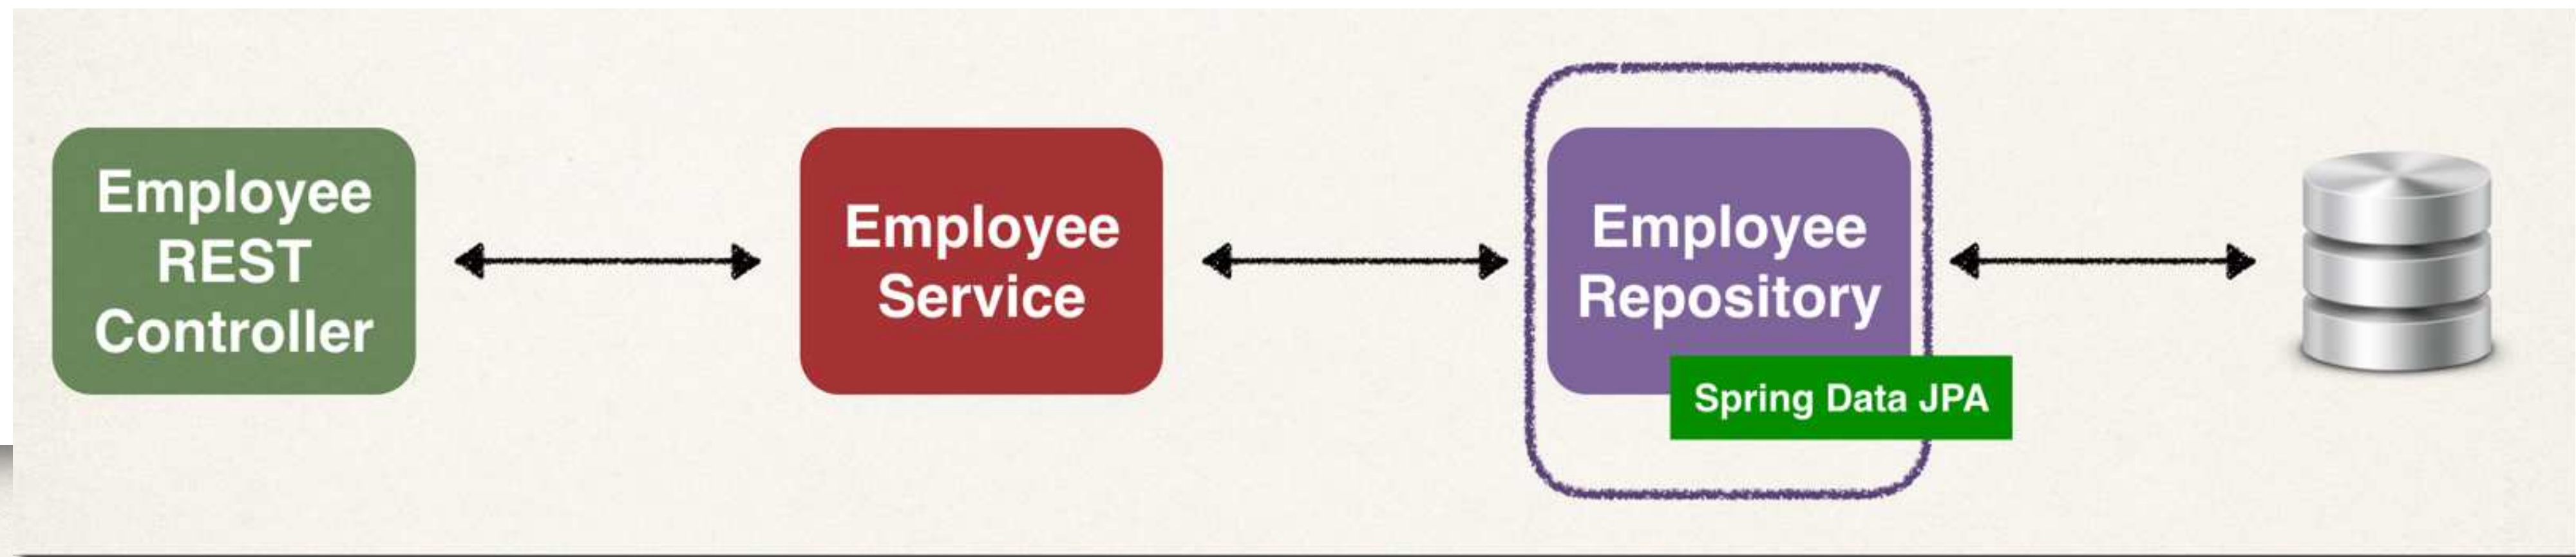 Employee
REST
Controller
Employee
Service
Employee
Repository
Spring Data JPA